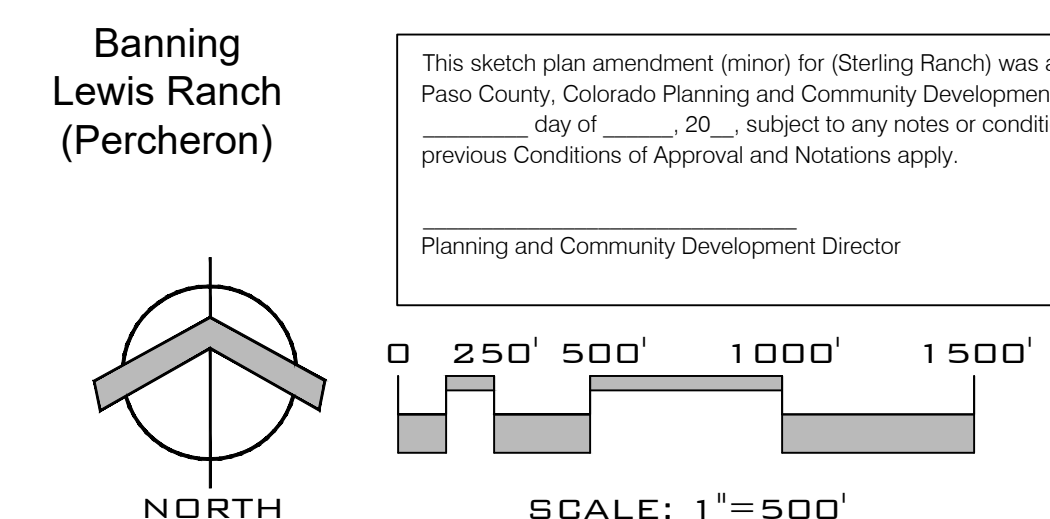 Banning
Lewis Ranch
(Percheron)
This sketch plan amendment (minor) for (Sterling Ranch) was a
Paso County, Colorado Planning and Community Developmen
_________ day of ______, 20__, subject to any notes or conditi
previous Conditions of Approval and Notations apply.
________________________________
Planning and Community Development Director
0 250' 500' 1000' 1500'
NORTH
SCALE: 1"=500'